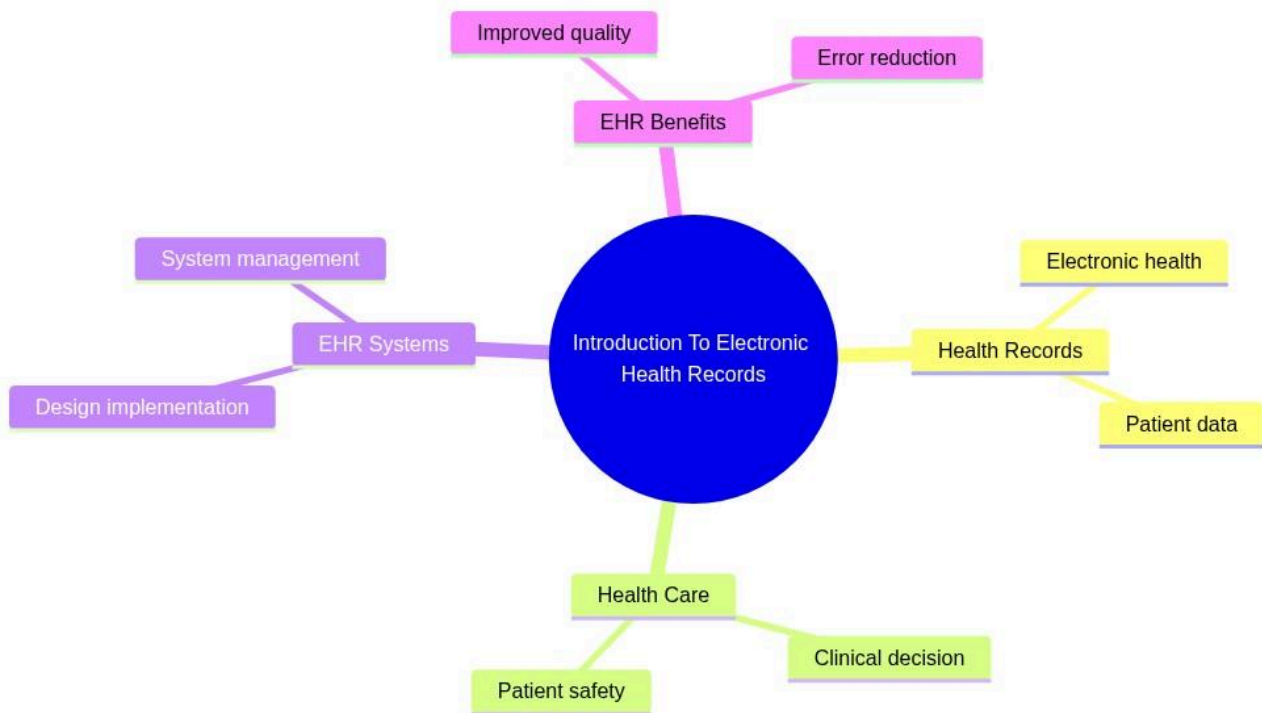 Improved quality
Error reduction
EHR Benefits
System management
Electronic health
EHR Systems
Introduction To Electronic
Health Records
Health Records
Design implementation
Patient data
Health Care
Clinical decision
Patient safety